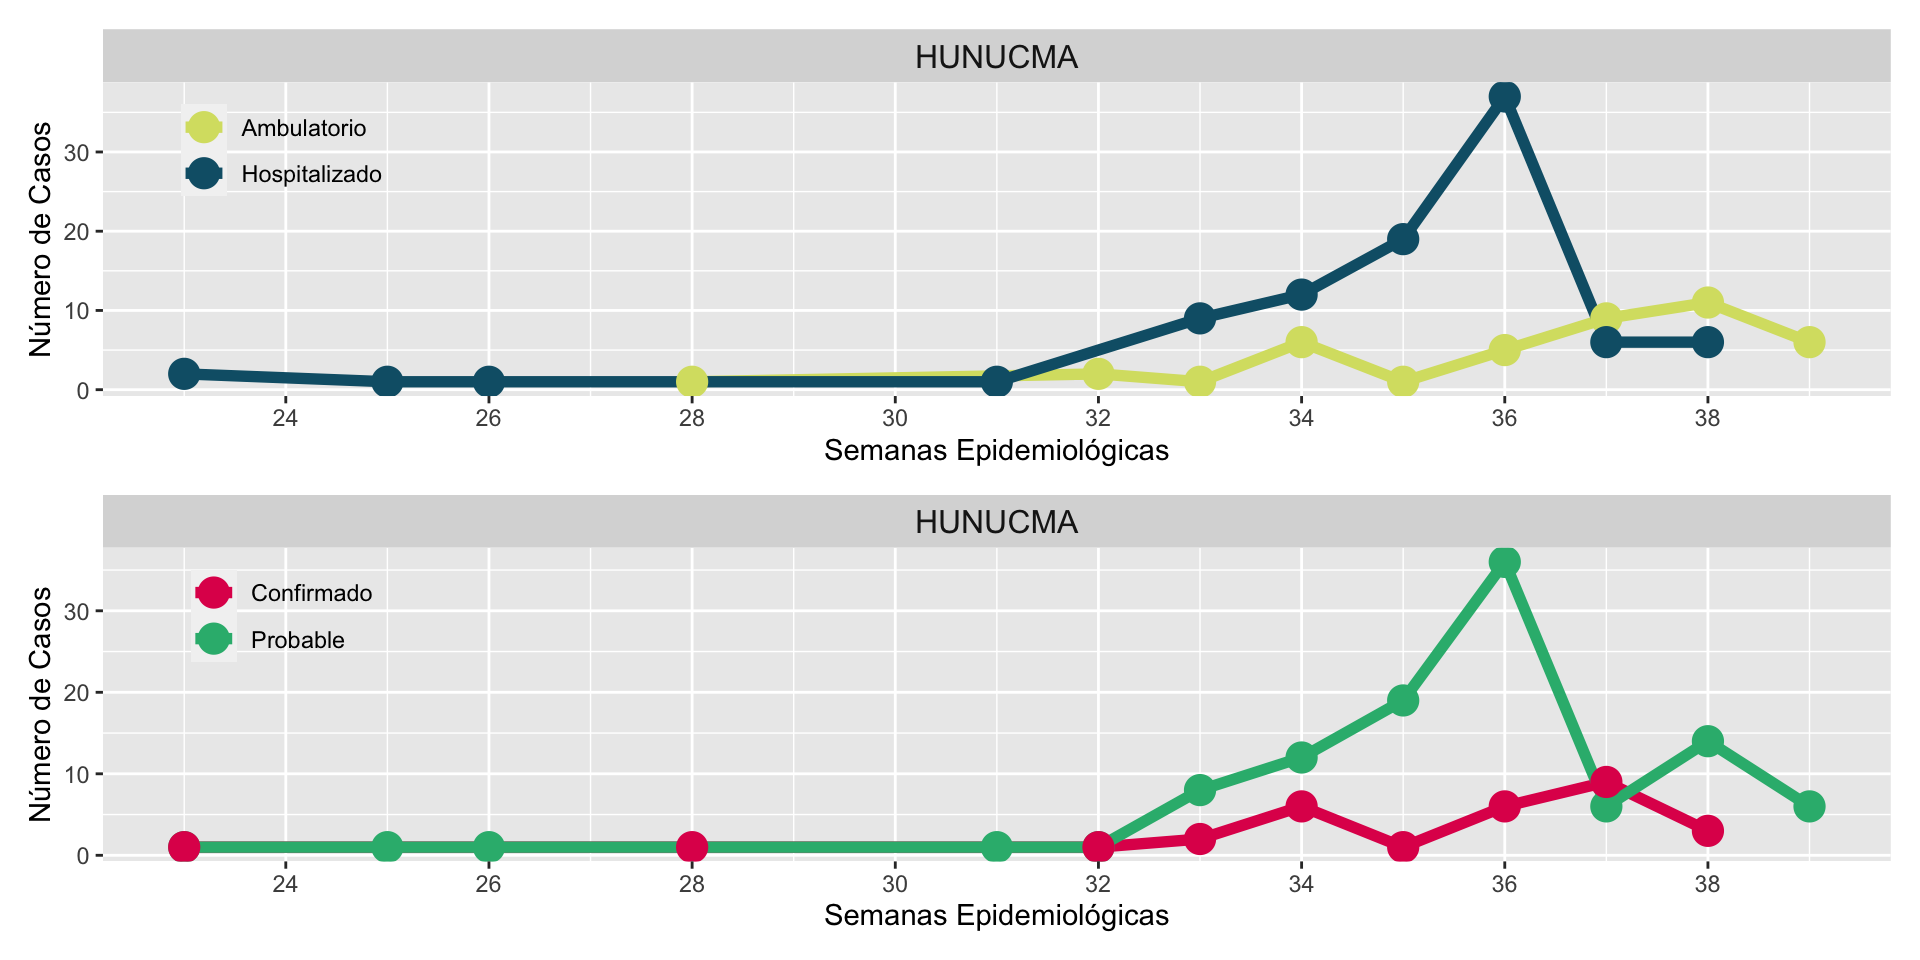 HUNUCMA
Ambulatorio
Hospitalizado
Número de Casos
30
20
10
0
24 26 28 30 32 34 36 38
Semanas Epidemiológicas
HUNUCMA
Confirmado
Probable
Número de Casos
30
20
10
0
24 26 28 30 32 34 36 38
Semanas Epidemiológicas